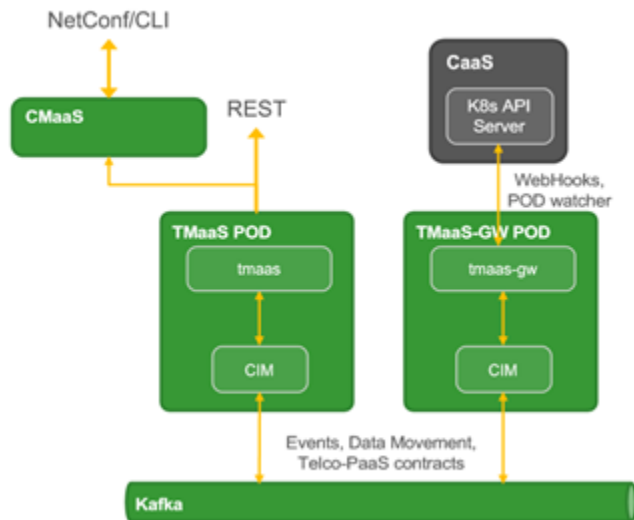 NetConf/CLI
CMaaS
REST
CaaS
K8s API
Server
WebHooks,
POD watcher
TMaaS POD
tmaas
CIM
TMaaS-GW POD
tmaas-gw
CIM
Events, Data Movement,
Telco-PaaS contracts
Kafka